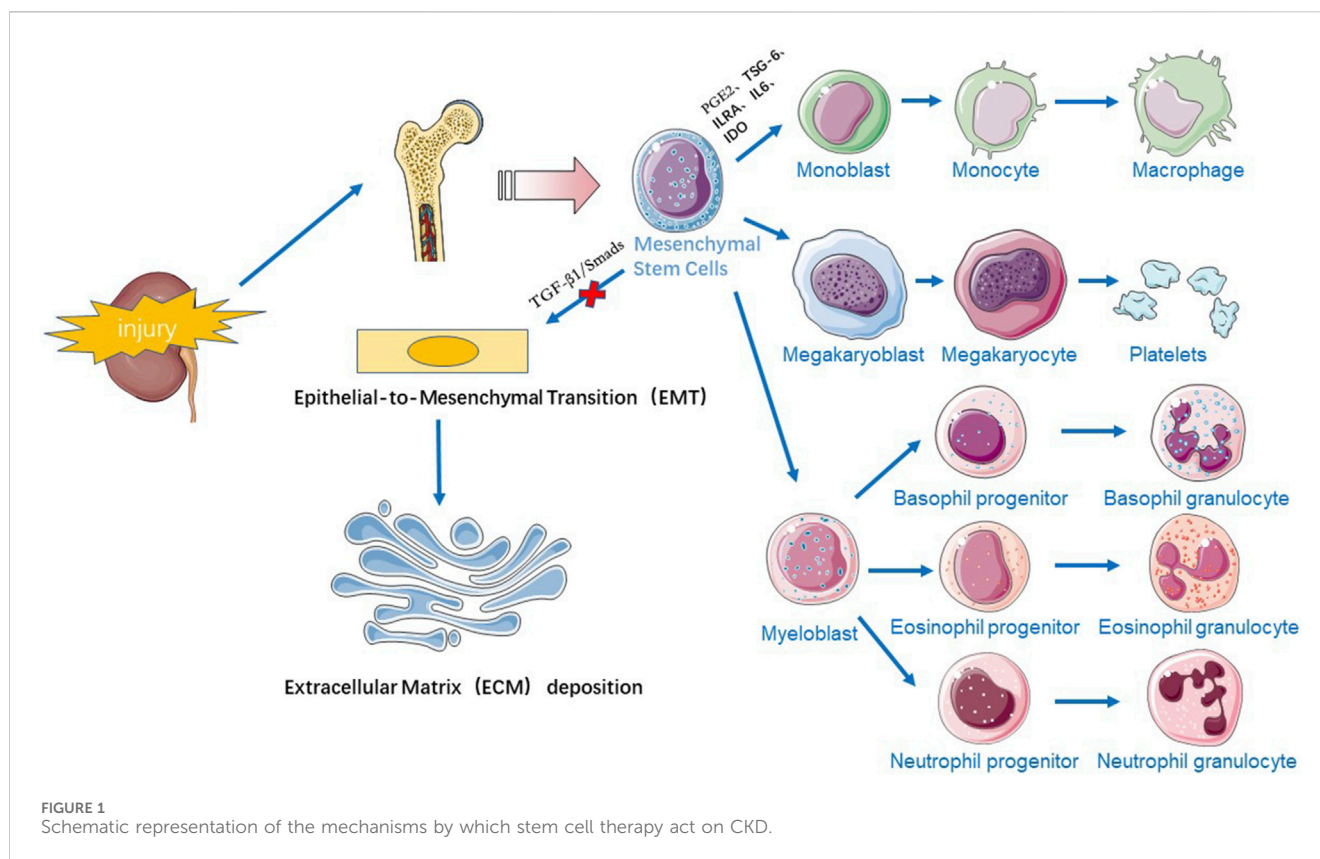 PGE2、TSG-6、
ILRA、IL6、
IDO
Monoblast
Monocyte
Macrophage
injury
Mesenchymal
Stem Cells
TGF-β1/Smads
Megakaryoblast
Megakaryocyte
Platelets
Epithelial-to-Mesenchymal Transition（EMT）
Basophil progenitor
Basophil granulocyte
Myeloblast
Eosinophil progenitor
Eosinophil granulocyte
Extracellular Matrix（ECM） deposition
Neutrophil progenitor
Neutrophil granulocyte
FIGURE 1
Schematic representation of the mechanisms by which stem cell therapy act on CKD.